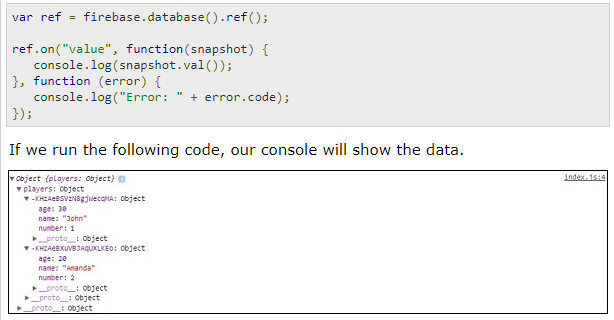 var ref = firebase.database().ref();
ref.on("value", function(snapshot) {
console.log(snapshot.val());
}, function (error) {
console.log("Error: " + error.code);
});
If we run the following code, our console will show the data.
▼Object {players: Object} i index.js:4
▼players: Object
▼-KHzAeBSVzN8gjWecqMA: Object
age: 30
name: "John"
number: 1
▶__proto__: Object
▼-KHzAeBXuVBJAqUXLKEo: Object
age: 20
name: "Amanda"
number: 2
▶__proto__: Object
▶__proto__: Object
▶__proto__: Object